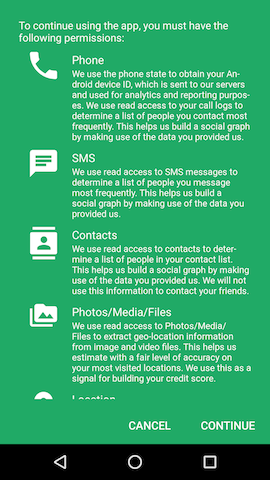 To continue using the app, you must have the
following permissions:
Phone
We use the phone state to obtain your An-
droid device ID, which is sent to our servers
and used for analytics and reporting purpos-
es. We use read access to your call logs to
determine a list of people you contact most
frequently. This helps us build a social graph
by making use of the data you provided us.
SMS
We use read access to SMS messages to
determine a list of people you message
most frequently. This helps us build a
social graph by making use of the data you
provided us.
Contacts
We use read access to contacts to deter-
mine a list of people in your contact list.
This helps us build a social graph by making
use of the data you provided us. We will not
use this information to contact your friends.
Photos/Media/Files
We use read access to Photos/Media/
Files to extract geo-location information
from image and video files. This helps us
estimate with a fair level of accuracy on
your most visited locations. We use this as a
signal for building your credit score.
Location
CANCEL CONTINUE